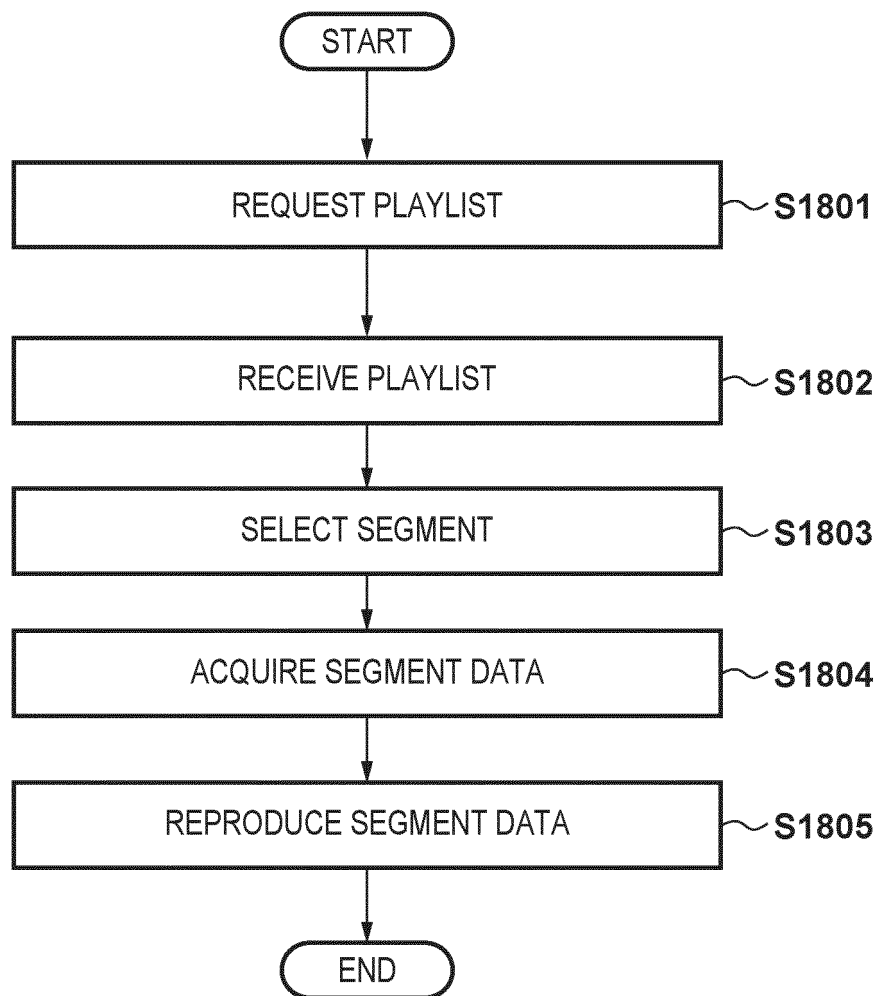 START
REQUEST PLAYLIST S1801
RECEIVE PLAYLIST S1802
SELECT SEGMENT S1803
ACQUIRE SEGMENT DATA S1804
REPRODUCE SEGMENT DATA S1805
END